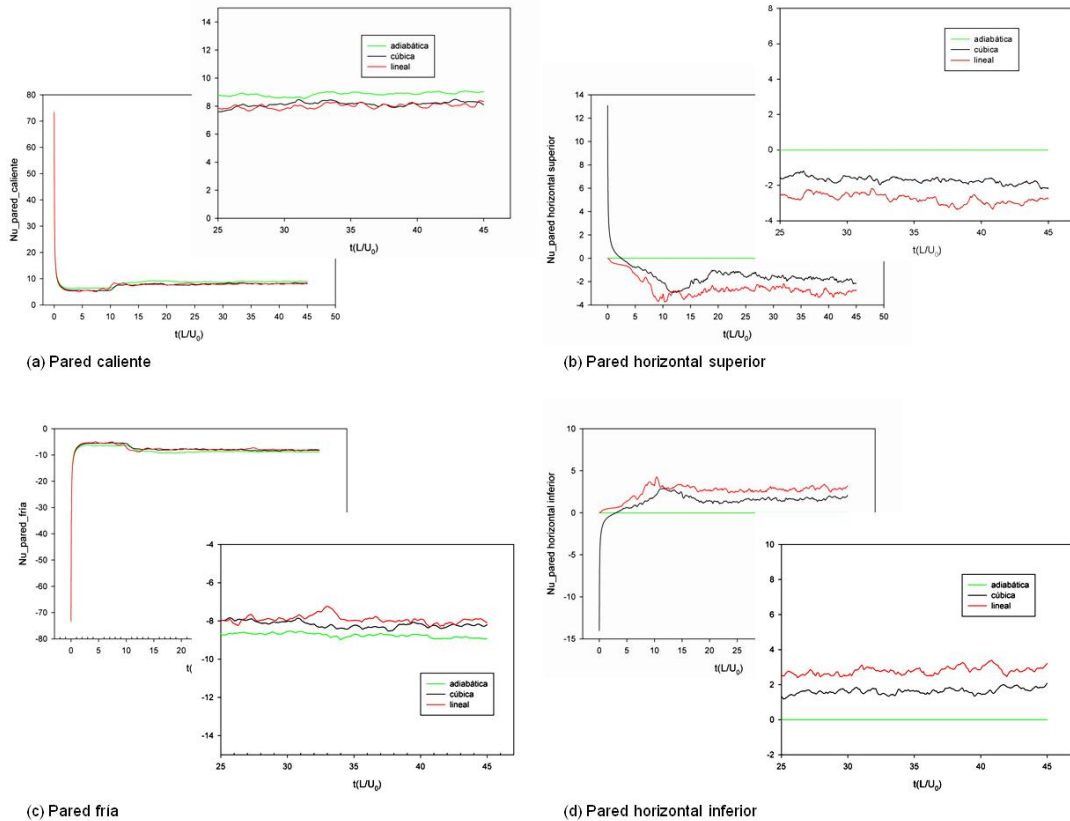 Nu_pared_caliente
80
70
60
50
40
30
20
10
0
0 5 10 15 20 25 30 35 40 45 50
t(L/U0)
14
12
10
8
6
4
2
0
25 30 35 40 45
t(L/U0)
adiabática
cúbica
lineal
(a) Pared caliente
Nu_pared horizontal superior
14
12
10
8
6
4
2
0
-2
-4
0 5 10 15 20 25 30 35 40 45 50
t(L/U0)
8
6
4
2
0
-2
-4
25 30 35 40 45
t(L/U0)
adiabática
cúbica
lineal
(b) Pared horizontal superior
Nu_pared_fría
0
-10
-20
-30
-40
-50
-60
-70
-80
0 5 10 15 20
t(
-4
-6
-8
-9
-11
-13
-15
25 30 35 40 45
t(L/U0)
adiabática
cúbica
lineal
(c) Pared fría
Nu_pared horizontal inferior
10
5
0
-5
-10
-15
0 5 10 15 20 25
t(L/U0)
10
8
6
4
2
0
-2
25 30 35 40 45
t(L/U0)
adiabática
cúbica
lineal
(d) Pared horizontal inferior